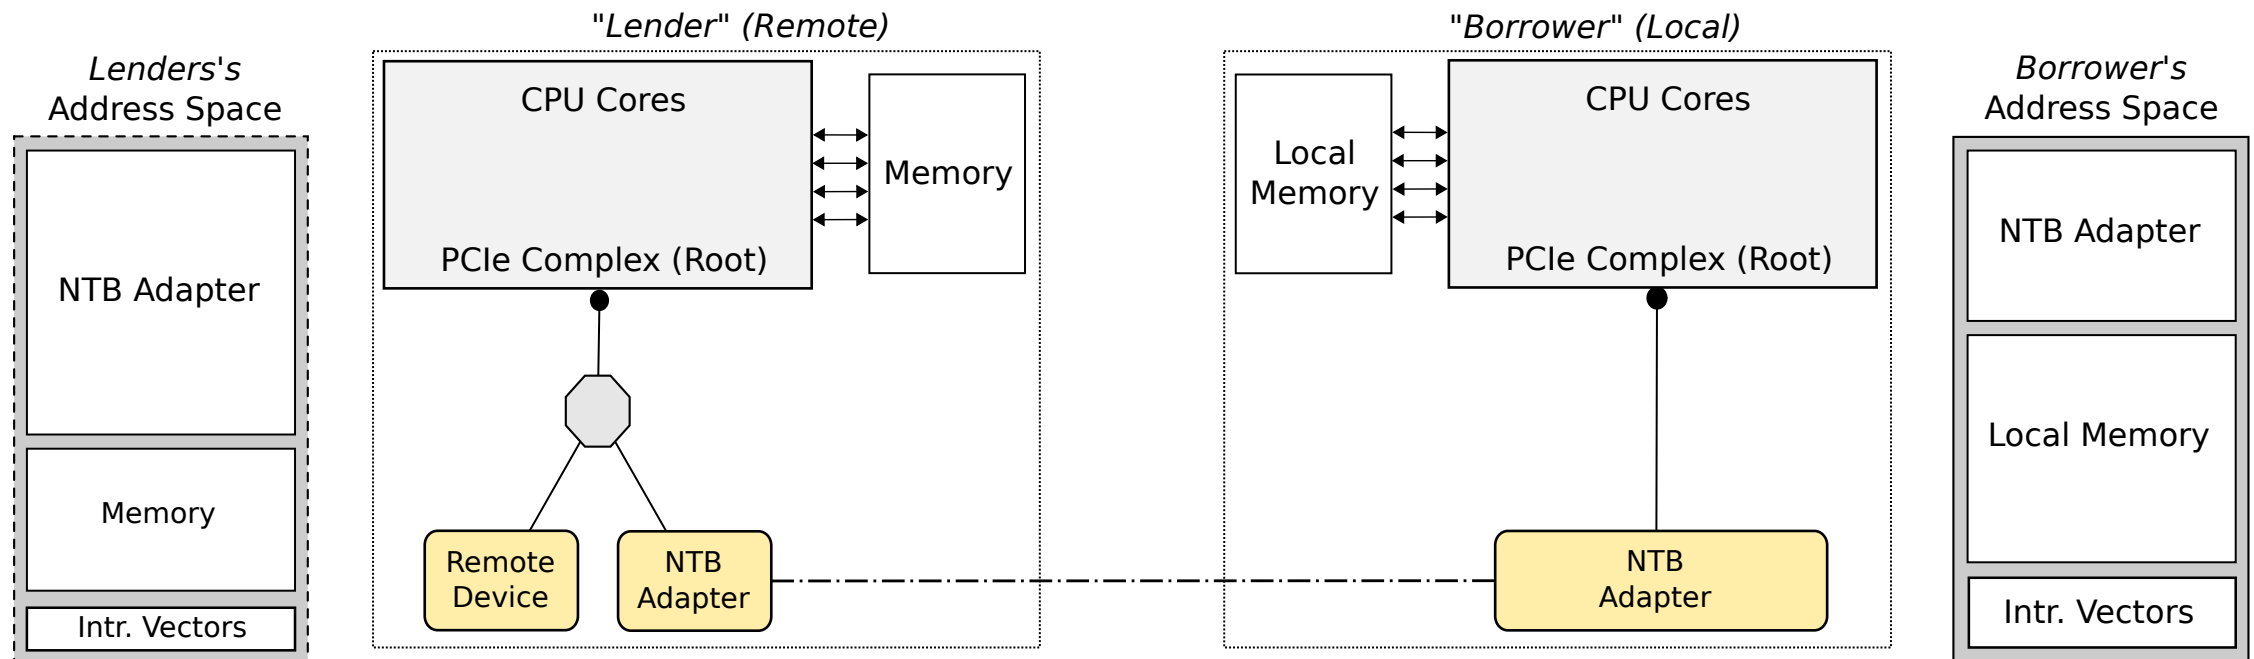 Lenders's
Address Space
NTB Adapter
Memory
Intr. Vectors
"Lender" (Remote)
CPU Cores
PCIe Complex (Root)
Memory
Remote
Device
NTB
Adapter
"Borrower" (Local)
Local
Memory
CPU Cores
PCIe Complex (Root)
NTB
Adapter
Borrower's
Address Space
NTB Adapter
Local Memory
Intr. Vectors